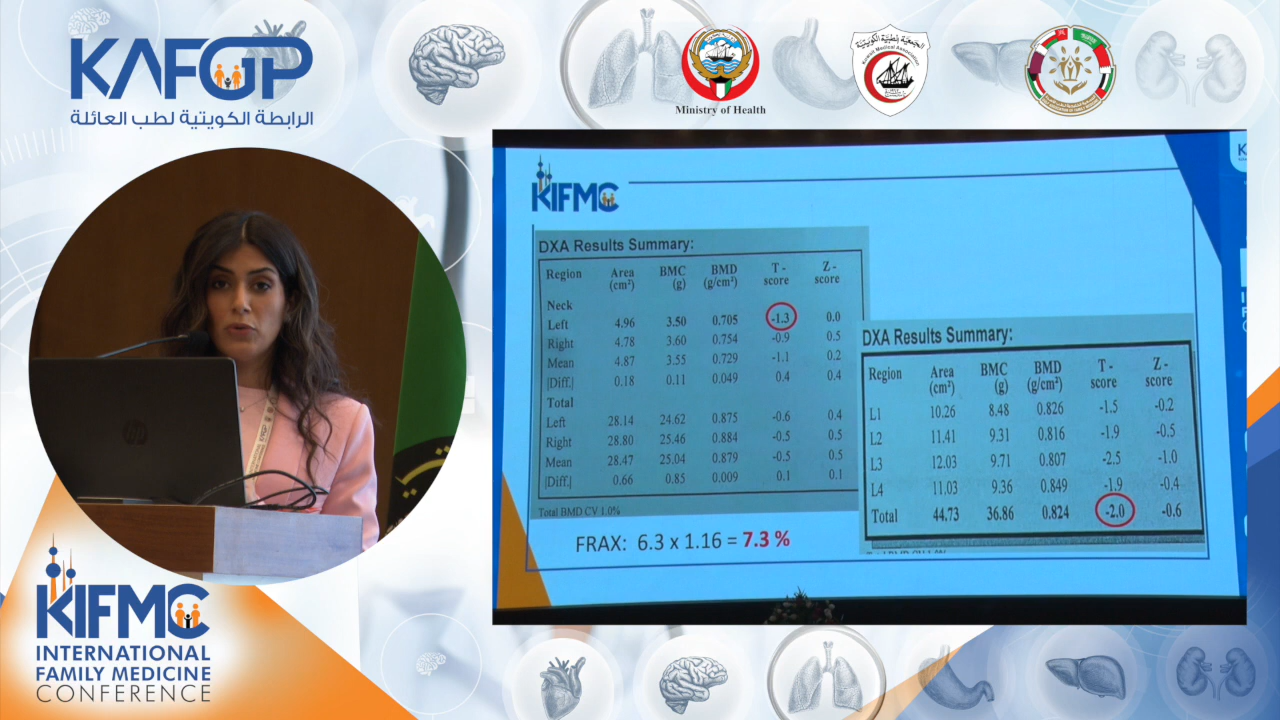 KAFGP
الرابطة الكويتية لطب العائلة
Ministry of Health
KIFMC
DXA Results Summary:
Region Area (cm²) BMC (g) BMD (g/cm²) T-score Z-score
Neck
Left 4.96 3.50 0.705 -1.3 0.0
Right 4.78 3.60 0.754 -0.9 0.5
Mean 4.87 3.55 0.729 -1.1 0.2
|Diff.| 0.18 0.11 0.049 0.4 0.4
Total
Left 28.14 24.62 0.875 -0.6 0.4
Right 28.80 25.46 0.884 -0.5 0.5
Mean 28.47 25.04 0.879 -0.5 0.5
|Diff.| 0.66 0.85 0.009 0.1 0.1
Total BMD CV 1.0%
FRAX: 6.3 x 1.16 = 7.3 %
DXA Results Summary:
Region Area (cm²) BMC (g) BMD (g/cm²) T-score Z-score
L1 10.26 8.48 0.826 -1.5 -0.2
L2 11.41 9.31 0.816 -1.9 -0.5
L3 12.03 9.71 0.807 -2.5 -1.0
L4 11.03 9.36 0.849 -1.9 -0.4
Total 44.73 36.86 0.824 -2.0 -0.6
hp
KIFMC
INTERNATIONAL
FAMILY MEDICINE
CONFERENCE